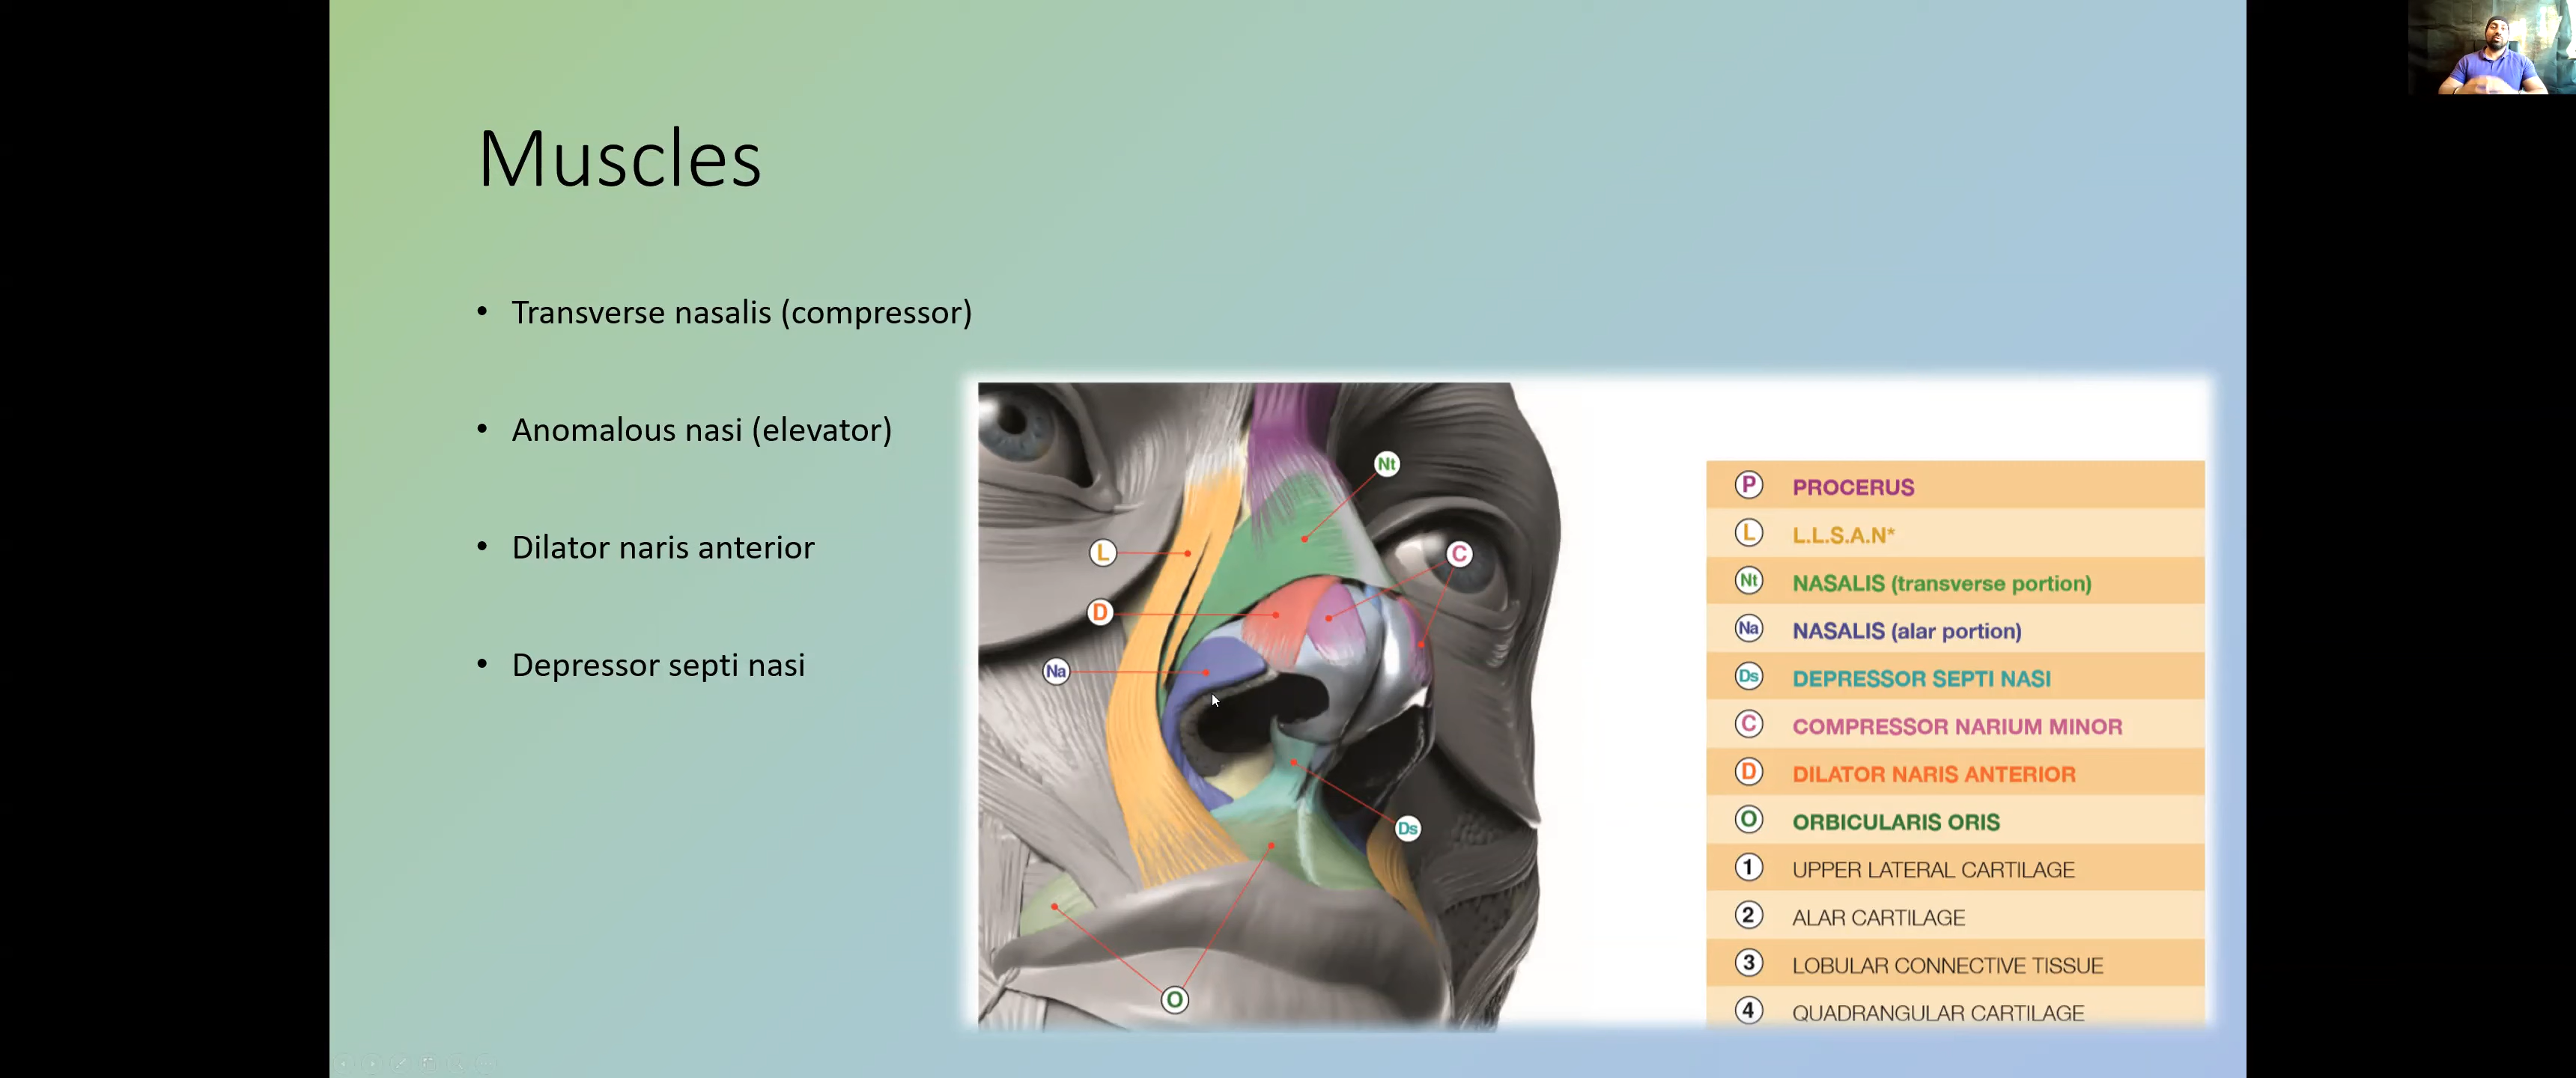 Muscles
• Transverse nasalis (compressor)
• Anomalous nasi (elevator)
• Dilator naris anterior
• Depressor septi nasi
Nt
L
C
D
Na
Ds
O
P PROCERUS
L L.L.S.A.N*
Nt NASALIS (transverse portion)
Na NASALIS (alar portion)
Ds DEPRESSOR SEPTI NASI
C COMPRESSOR NARIUM MINOR
D DILATOR NARIS ANTERIOR
O ORBICULARIS ORIS
1 UPPER LATERAL CARTILAGE
2 ALAR CARTILAGE
3 LOBULAR CONNECTIVE TISSUE
4 QUADRANGULAR CARTILAGE